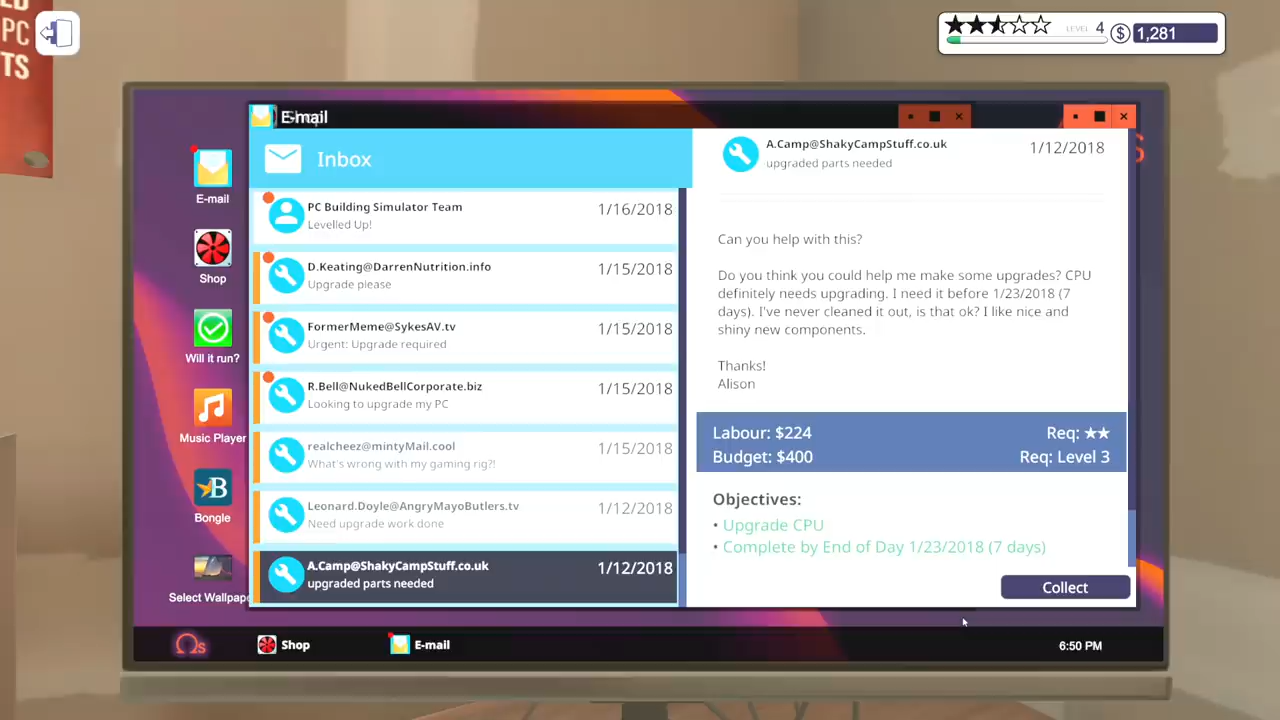 PC
TS
LEVEL 4
$ 1,281
E-mail
Inbox
PC Building Simulator Team
1/16/2018
Levelled Up!
D.Keating@DarrenNutrition.info
1/15/2018
Upgrade please
FormerMeme@SykesAV.tv
1/15/2018
Urgent: Upgrade required
R.Bell@NukedBellCorporate.biz
1/15/2018
Looking to upgrade my PC
realcheez@mintyMail.cool
1/15/2018
What's wrong with my gaming rig?!
Leonard.Doyle@AngryMayoButlers.tv
1/12/2018
Need upgrade work done
A.Camp@ShakyCampStuff.co.uk
1/12/2018
upgraded parts needed
A.Camp@ShakyCampStuff.co.uk
1/12/2018
upgraded parts needed
Can you help with this?
Do you think you could help me make some upgrades? CPU
definitely needs upgrading. I need it before 1/23/2018 (7
days). I've never cleaned it out, is that ok? I like nice and
shiny new components.
Thanks!
Alison
Labour: $224
Req: ★★
Budget: $400
Req: Level 3
Objectives:
• Upgrade CPU
• Complete by End of Day 1/23/2018 (7 days)
Collect
E-mail
Shop
Will it run?
Music Player
B
Bongle
Select Wallpape
Ωs
Shop
E-mail
6:50 PM